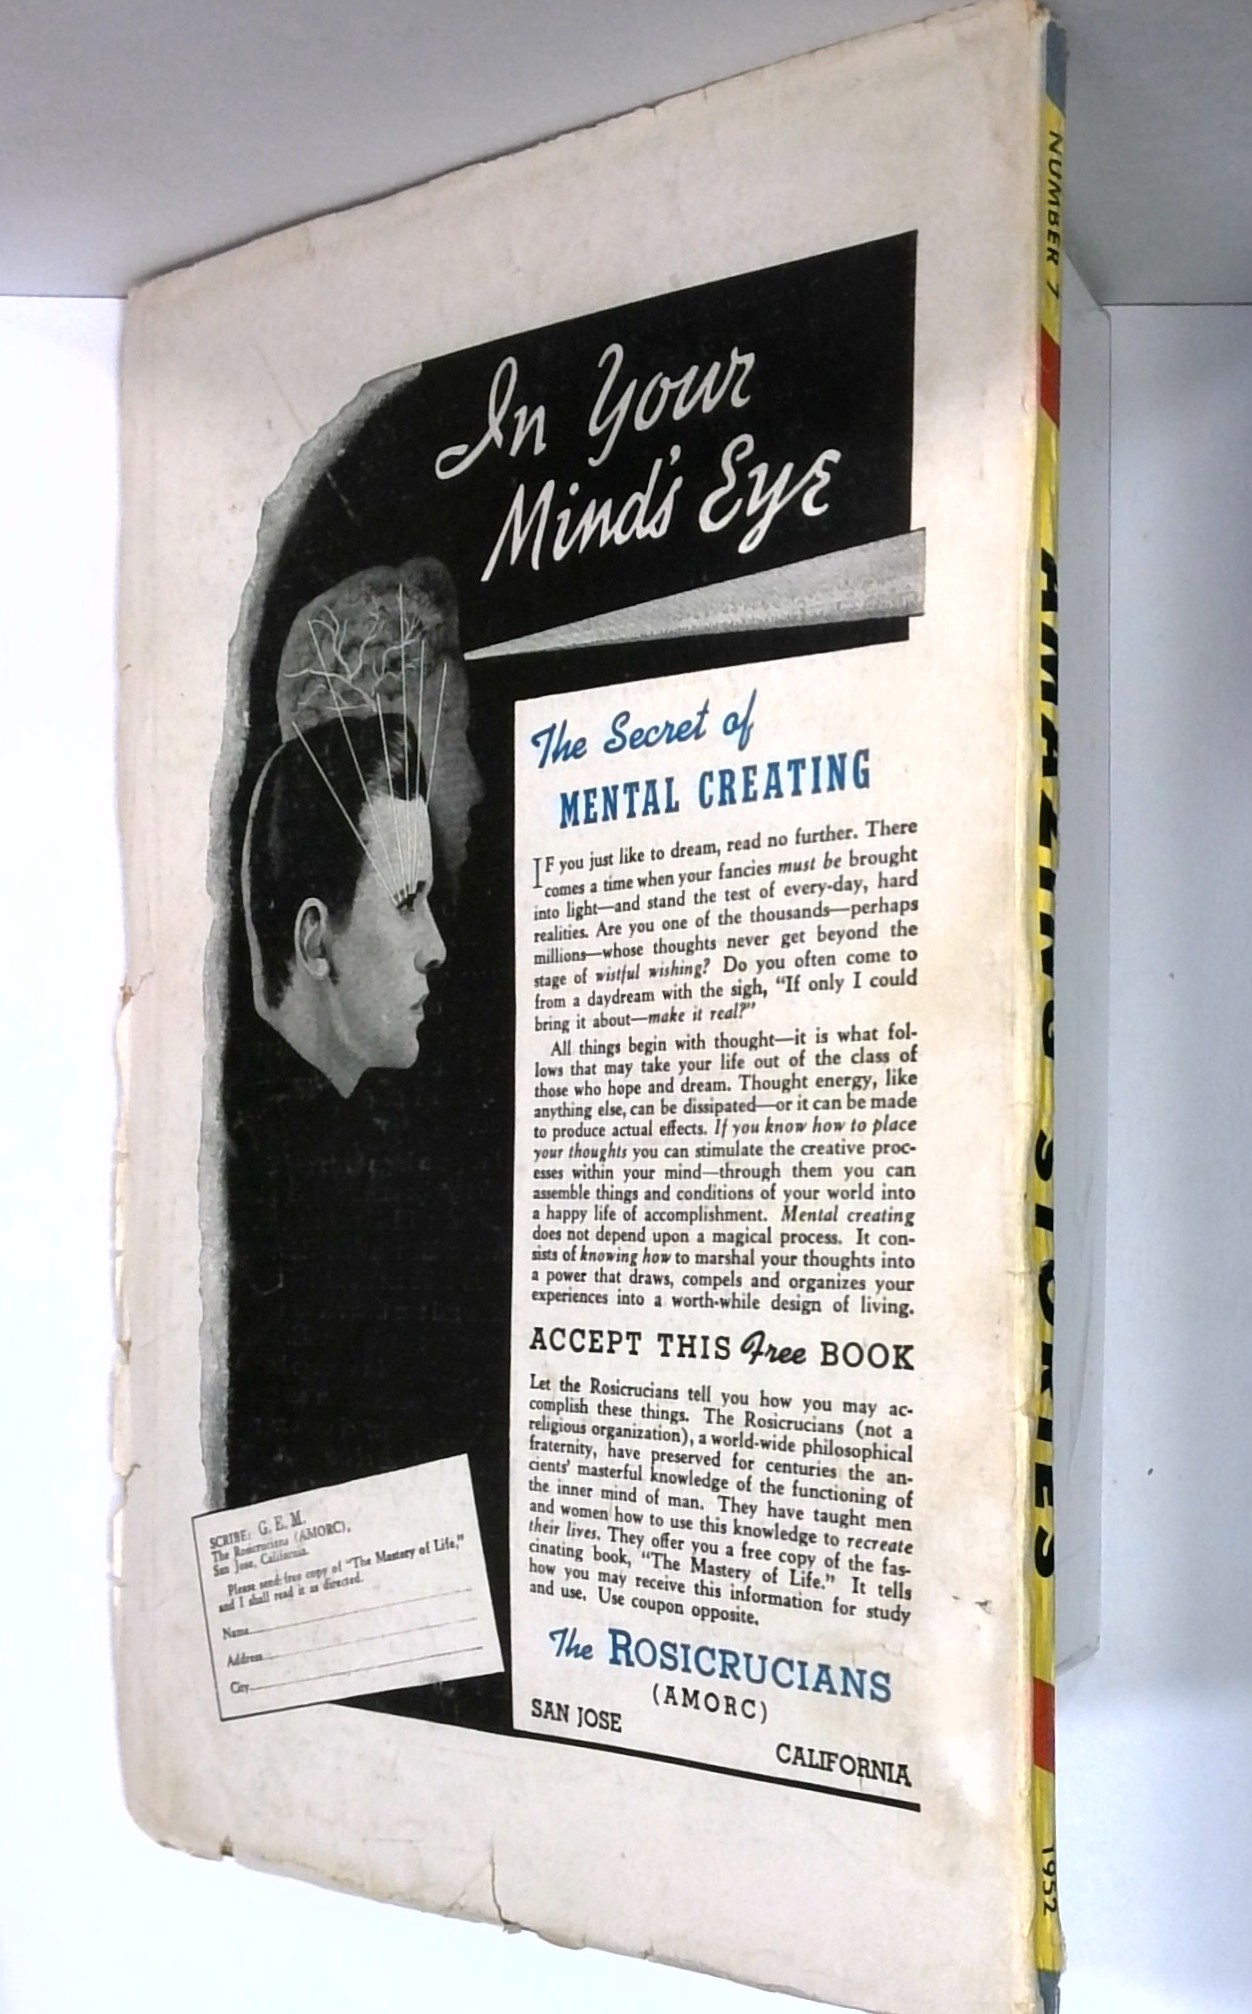 In Your
Mind's Eye
The Secret of
MENTAL CREATING
IF you just like to dream, read no further. There
comes a time when your fancies must be brought
into light—and stand the test of every-day, hard
realities. Are you one of the thousands—perhaps
millions—whose thoughts never get beyond the
stage of wistful wishing? Do you often come to
from a daydream with the sigh, "If only I could
bring it about—make it real?"
All things begin with thought—it is what fol-
lows that may take your life out of the class of
those who hope and dream. Thought energy, like
anything else, can be dissipated—or it can be made
to produce actual effects. If you know how to place
your thoughts you can stimulate the creative proc-
esses within your mind—through them you can
assemble things and conditions of your world into
a happy life of accomplishment. Mental creating
does not depend upon a magical process. It con-
sists of knowing how to marshal your thoughts into
a power that draws, compels and organizes your
experiences into a worth-while design of living.
ACCEPT THIS Free BOOK
Let the Rosicrucians tell you how you may ac-
complish these things. The Rosicrucians (not a
religious organization), a world-wide philosophical
fraternity, have preserved for centuries the an-
cients' masterful knowledge of the functioning of
the inner mind of man. They have taught men
and women how to use this knowledge to recreate
their lives. They offer you a free copy of the fas-
cinating book, "The Mastery of Life." It tells
how you may receive this information for study
and use. Use coupon opposite.
The ROSICRUCIANS
(AMORC)
SAN JOSE
CALIFORNIA
SCRIBE: G. E. M.
The Rosicrucians (AMORC),
San Jose, California.
Please send free copy of "The Mastery of Life,"
and I shall read it as directed.
Name
Address
City
NUMBER 7
AMAZING STORIES
1952